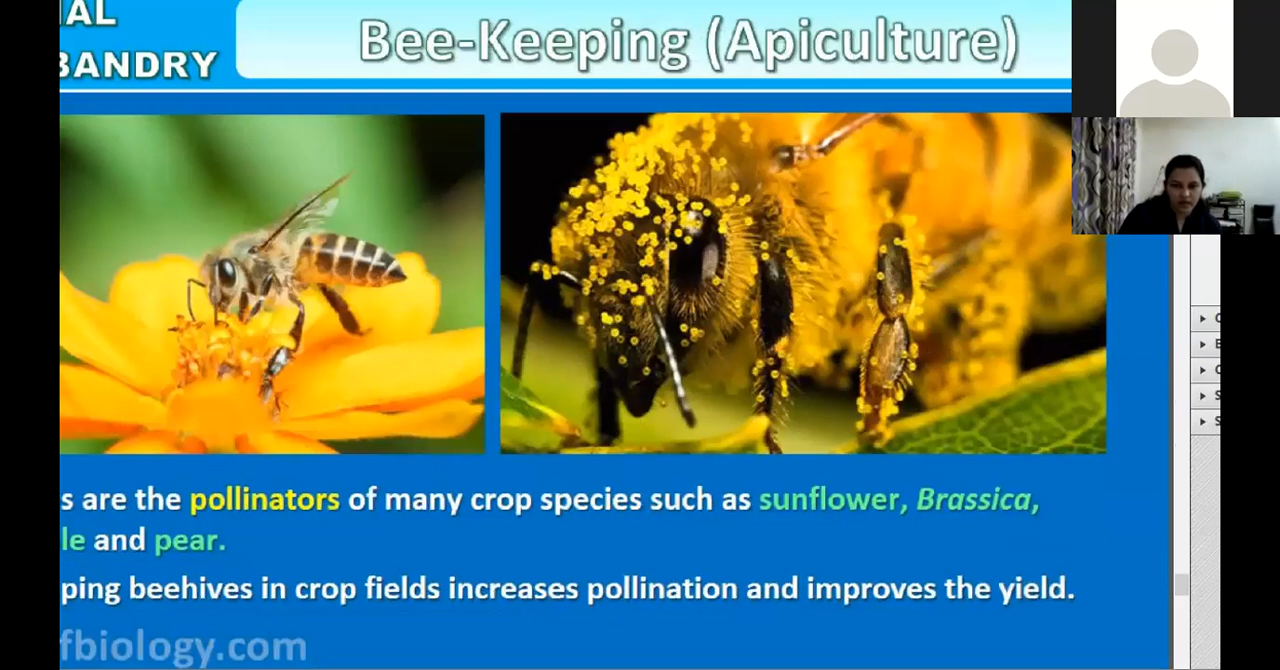 IAL
BANDRY
Bee-Keeping (Apiculture)
s are the pollinators of many crop species such as sunflower, Brassica,
le and pear.
ping beehives in crop fields increases pollination and improves the yield.
fbiology.com
C
E
C
S
S